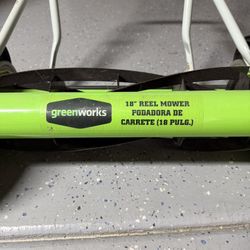 greenworks
18" REEL MOWER
PODADORA DE
CARRETE (18 PULG.)